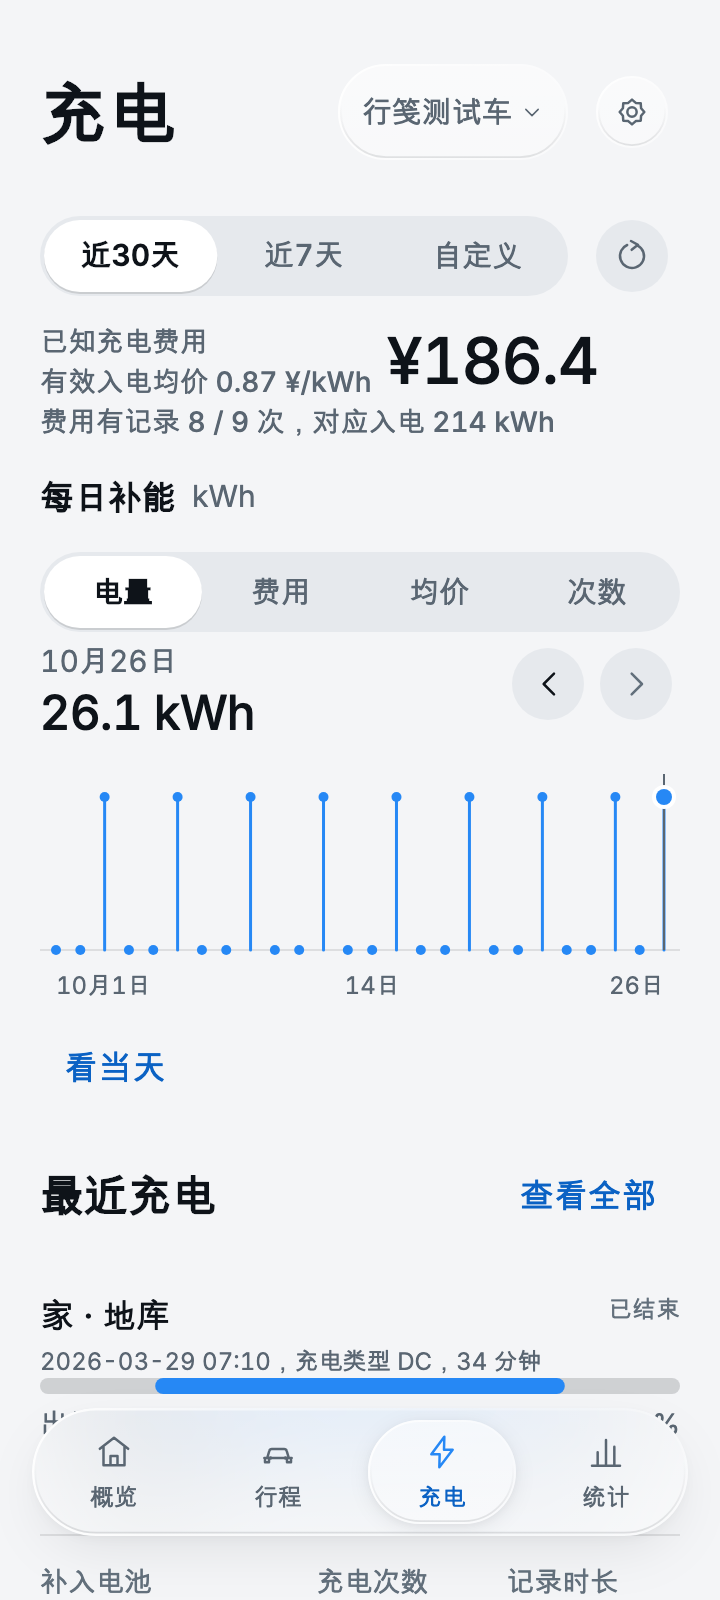 充电
行笺测试车
近30天 近7天 自定义
已知充电费用
有效入电均价 0.87 ¥/kWh
¥186.4
费用有记录 8 / 9 次，对应入电 214 kWh
每日补能 kWh
电量 费用 均价 次数
10月26日
26.1 kWh
10月1日 14日 26日
看当天
最近充电 查看全部
家 · 地库 已结束
2026-03-29 07:10，充电类型 DC，34 分钟
概览 行程 充电 统计
补入电池 充电次数 记录时长